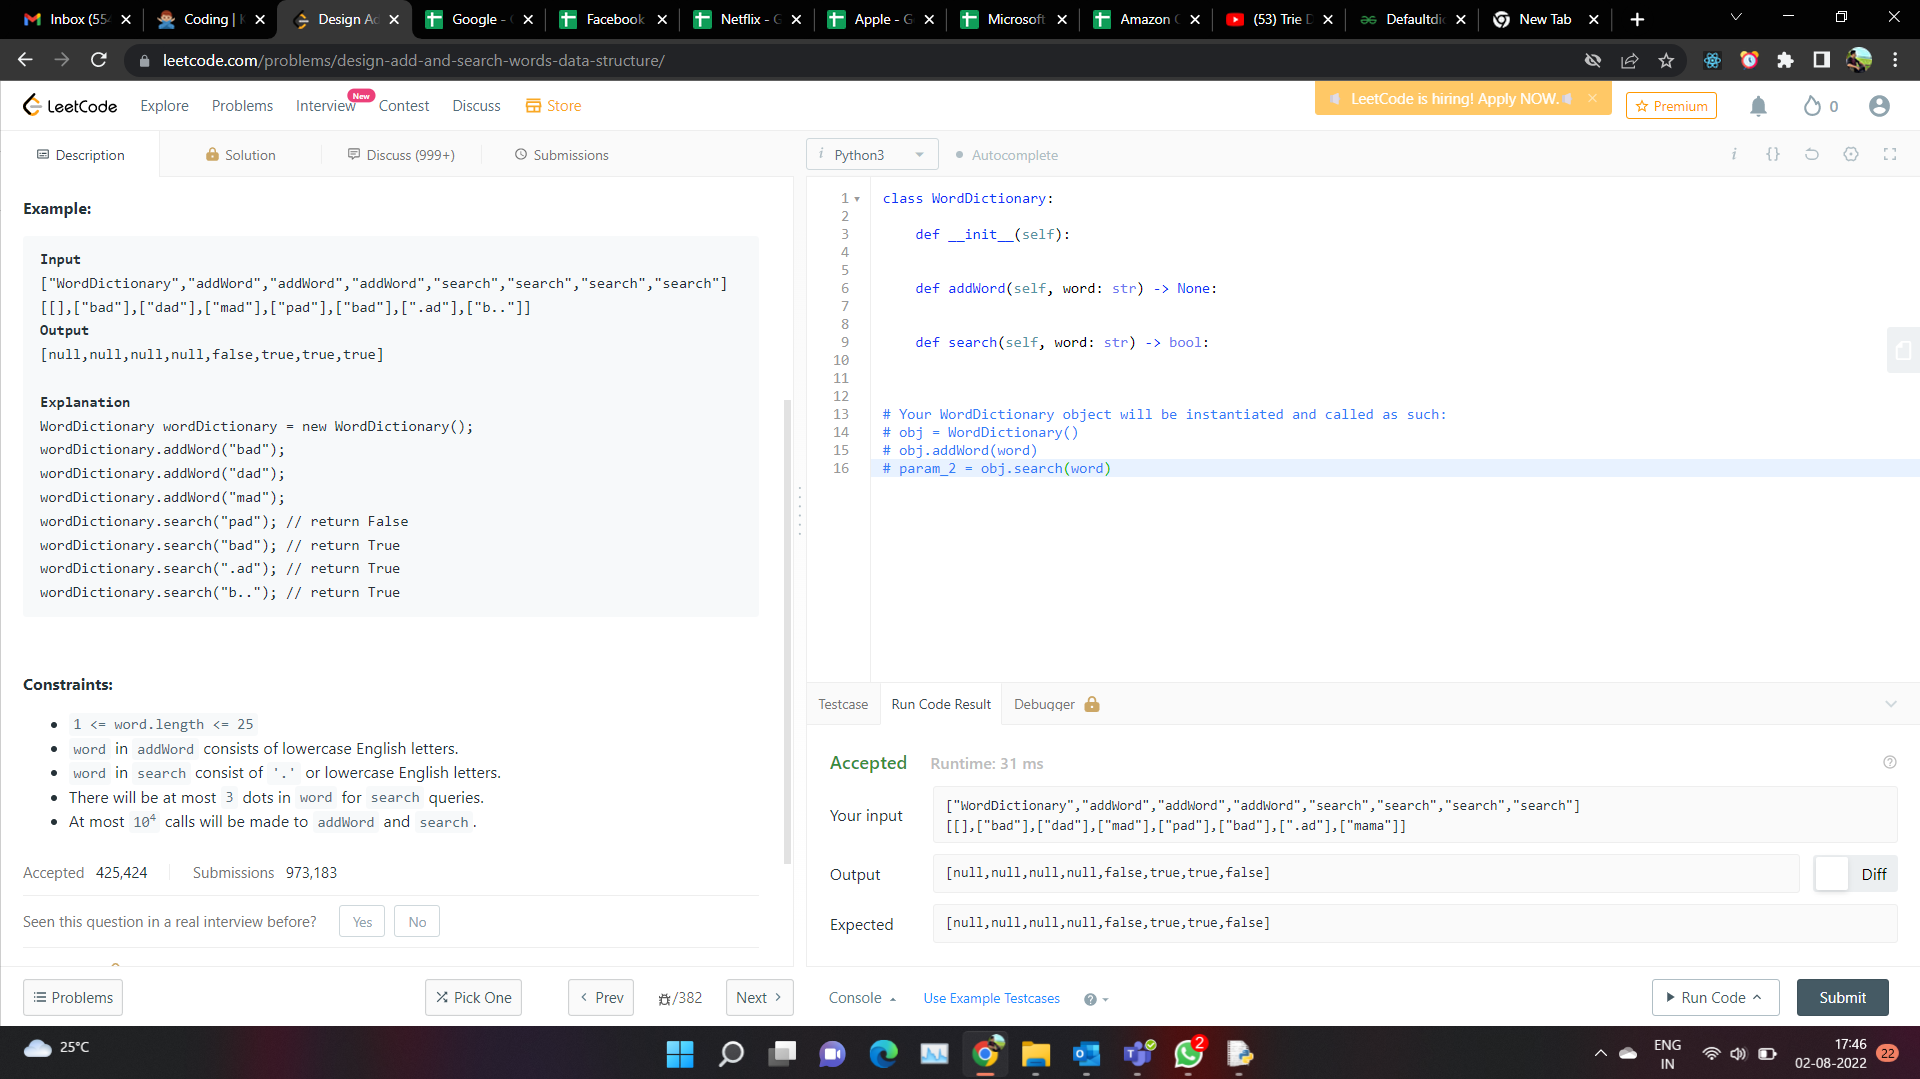 Inbox (554
Coding | K
Design Ad
Google - G
Facebook
Netflix - G
Apple - Go
Microsoft
Amazon G
(53) Trie D
Defaultdic
New Tab
leetcode.com/problems/design-add-and-search-words-data-structure/
LeetCode
Explore
Problems
Interview
New
Contest
Discuss
Store
LeetCode is hiring! Apply NOW.
Premium
0
Description
Solution
Discuss (999+)
Submissions
i Python3
Autocomplete
i {}
Example:
Input
["WordDictionary","addWord","addWord","addWord","search","search","search","search"]
[[],["bad"],["dad"],["mad"],["pad"],["bad"],[".ad"],["b.."]]
Output
[null,null,null,null,false,true,true,true]
Explanation
WordDictionary wordDictionary = new WordDictionary();
wordDictionary.addWord("bad");
wordDictionary.addWord("dad");
wordDictionary.addWord("mad");
wordDictionary.search("pad"); // return False
wordDictionary.search("bad"); // return True
wordDictionary.search(".ad"); // return True
wordDictionary.search("b.."); // return True
Constraints:
1 <= word.length <= 25
word in addWord consists of lowercase English letters.
word in search consist of '.' or lowercase English letters.
There will be at most 3 dots in word for search queries.
At most 10⁴ calls will be made to addWord and search.
Accepted 425,424
Submissions 973,183
Seen this question in a real interview before?
Yes
No
Problems
Pick One
Prev
/382
Next
1 class WordDictionary:
2
3 def __init__(self):
4
5
6 def addWord(self, word: str) -> None:
7
8
9 def search(self, word: str) -> bool:
10
11
12
13 # Your WordDictionary object will be instantiated and called as such:
14 # obj = WordDictionary()
15 # obj.addWord(word)
16 # param_2 = obj.search(word)
Testcase
Run Code Result
Debugger
Accepted
Runtime: 31 ms
Your input
["WordDictionary","addWord","addWord","addWord","search","search","search","search"]
[[],["bad"],["dad"],["mad"],["pad"],["bad"],[".ad"],["mama"]]
Output
[null,null,null,null,false,true,true,false]
Diff
Expected
[null,null,null,null,false,true,true,false]
Console
Use Example Testcases
Run Code
Submit
25°C
2
ENG
IN
17:46
02-08-2022
22